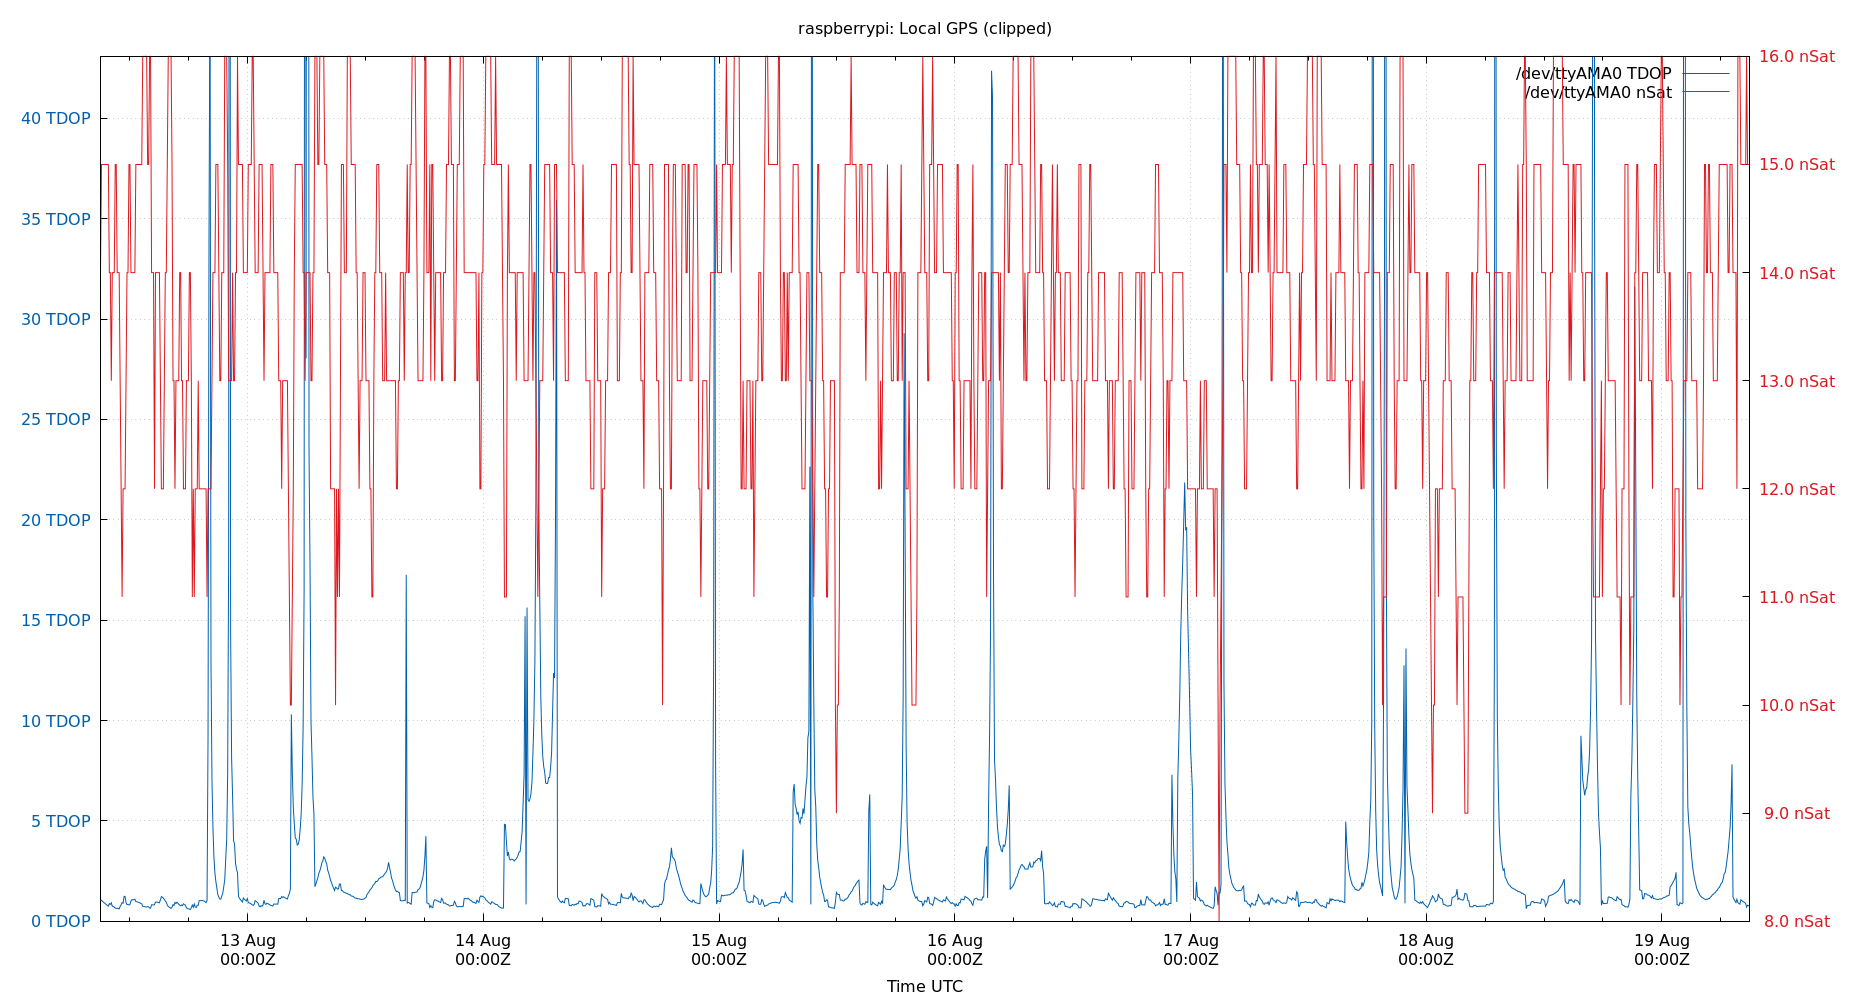 raspberrypi: Local GPS (clipped)
/dev/ttyAMA0 TDOP
/dev/ttyAMA0 nSat
40 TDOP
35 TDOP
30 TDOP
25 TDOP
20 TDOP
15 TDOP
10 TDOP
5 TDOP
0 TDOP
16.0 nSat
15.0 nSat
14.0 nSat
13.0 nSat
12.0 nSat
11.0 nSat
10.0 nSat
9.0 nSat
8.0 nSat
13 Aug
00:00Z
14 Aug
00:00Z
15 Aug
00:00Z
16 Aug
00:00Z
17 Aug
00:00Z
18 Aug
00:00Z
19 Aug
00:00Z
Time UTC